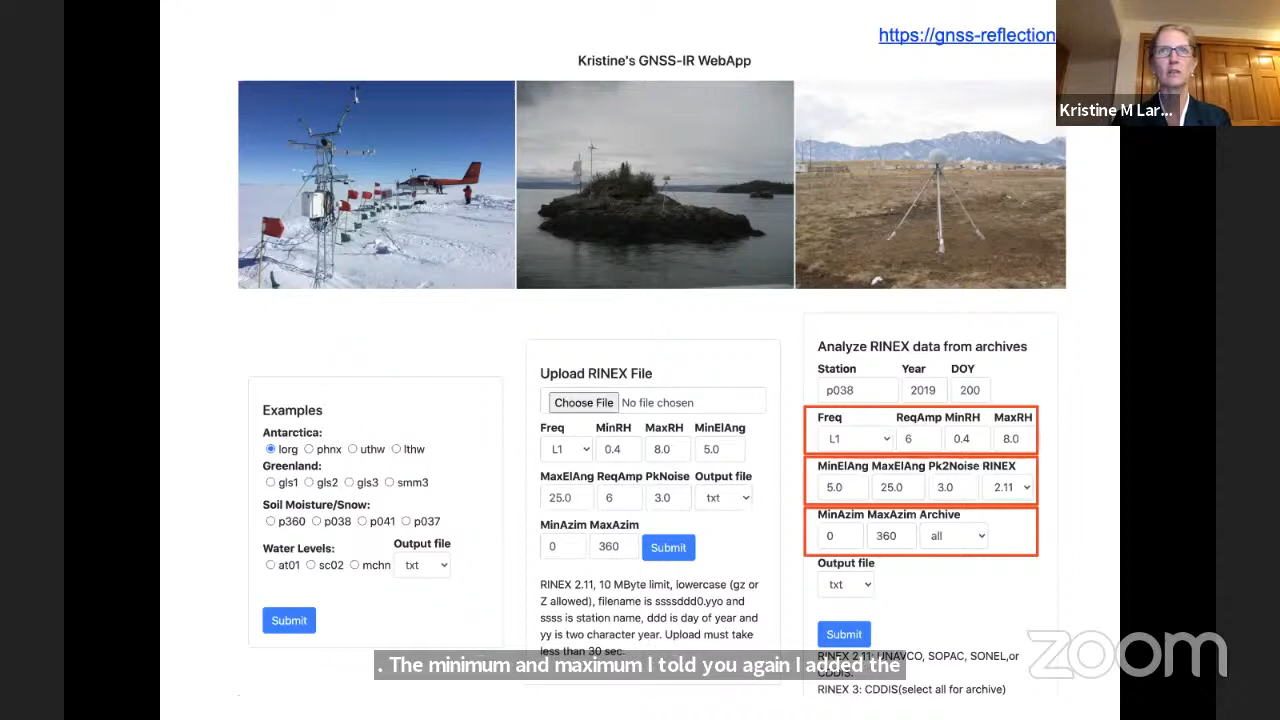 https://gnss-reflection
Kristine's GNSS-IR WebApp
Kristine M Lar...
Examples
Antarctica:
lorg phnx uthw lthw
Greenland:
gls1 gls2 gls3 smm3
Soil Moisture/Snow:
p360 p038 p041 p037
Water Levels: Output file
at01 sc02 mchn txt
Submit
Upload RINEX File
Choose File No file chosen
Freq MinRH MaxRH MinElAng
L1 0.4 8.0 5.0
MaxElAng ReqAmp PkNoise Output file
25.0 6 3.0 txt
MinAzim MaxAzim
0 360 Submit
RINEX 2.11, 10 MByte limit, lowercase (gz or
Z allowed), filename is ssssddd0.yyo and
ssss is station name, ddd is day of year and
yy is two character year. Upload must take
less than 30 sec.
Analyze RINEX data from archives
Station Year DOY
p038 2019 200
Freq ReqAmp MinRH MaxRH
L1 6 0.4 8.0
MinElAng MaxElAng Pk2Noise RINEX
5.0 25.0 3.0 2.11
MinAzim MaxAzim Archive
0 360 all
Output file
txt
Submit
RINEX 2.11: UNAVCO, SOPAC, SONEL,or
CDDIS.
RINEX 3: CDDIS(select all for archive)
. The minimum and maximum I told you again I added the
zoom